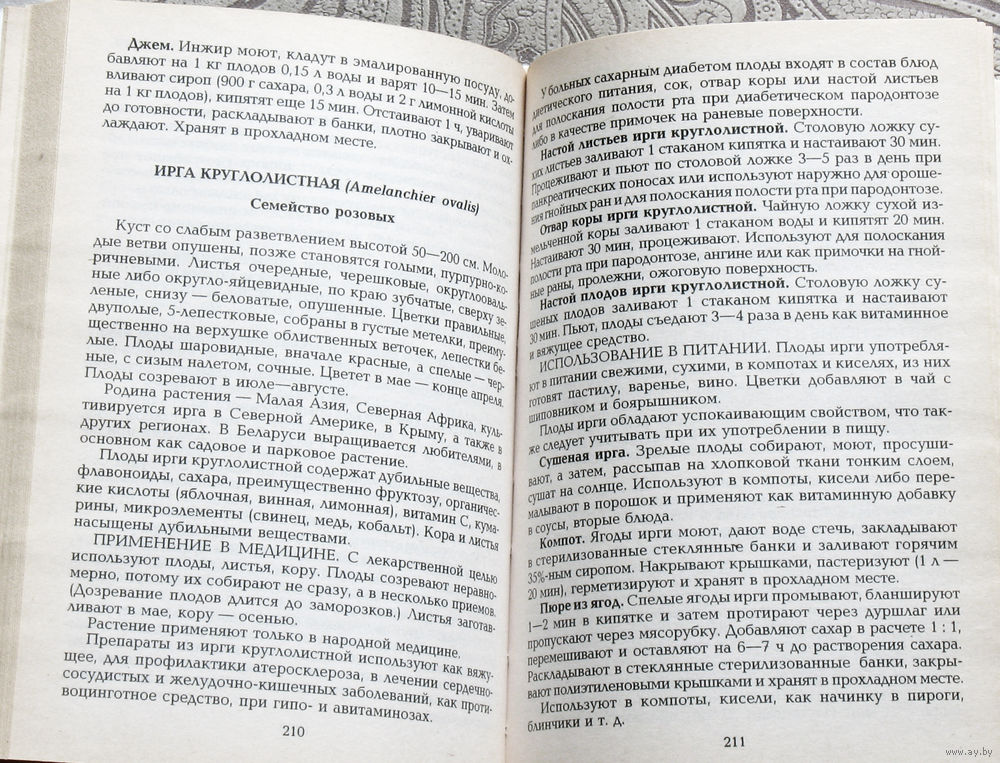 Джем. Инжир моют, кладут в эмалированную посуду, до-
бавляют на 1 кг плодов 0,15 л воды и варят 10—15 мин. Затем
вливают сироп (900 г сахара, 0,3 л воды и 2 г лимонной кислоты
на 1 кг плодов), кипятят еще 15 мин. Отстаивают 1 ч, уваривают
до готовности, раскладывают в банки, плотно закрывают и ох-
лаждают. Хранят в прохладном месте.
ИРГА КРУГЛОЛИСТНАЯ (Amelanchier ovalis)
Семейство розовых
Куст со слабым разветвлением высотой 50—200 см. Моло-
дые ветви опушены, позже становятся голыми, пурпурно-ко-
ричневыми. Листья очередные, черешковые, округлоовал-
ные либо округло-яйцевидные, по краю зубчатые, сверху зе-
леные, снизу — беловатые, опушенные. Цветки правильные,
двуполые, 5-лепестковые, собраны в густые метелки, преиму-
щественно на верхушке облиственных веточек, лепестки бе-
лые. Плоды шаровидные, вначале красные, а спелые — чер-
ные, с сизым налетом, сочные. Цветет в мае — конце апреля.
Плоды созревают в июле—августе.
Родина растения — Малая Азия, Северная Африка, куль-
тивируется ирга в Северной Америке, в Крыму, а также в
других регионах. В Беларуси выращивается любителями, в
основном как садовое и парковое растение.
Плоды ирги круглолистной содержат дубильные вещества,
флавоноиды, сахара, преимущественно фруктозу, органичес-
кие кислоты (яблочная, винная, лимонная), витамин С, кума-
рины, микроэлементы (свинец, медь, кобальт). Кора и листья
насыщены дубильными веществами.
ПРИМЕНЕНИЕ В МЕДИЦИНЕ. С лекарственной целью
используют плоды, листья, кору. Плоды созревают неравно-
мерно, потому их собирают не сразу, а в несколько приемов.
(Дозревание плодов длится до заморозков.) Листья заготав-
ливают в мае, кору — осенью.
Растение применяют только в народной медицине.
Препараты из ирги круглолистной используют как вяжу-
щее, для профилактики атеросклероза, в лечении сердечно-
сосудистых и желудочно-кишечных заболеваний, как проти-
воцинготное средство, при гипо- и авитаминозах.
210
У больных сахарным диабетом плоды входят в состав блюд
диетического питания, сок, отвар коры или настой листьев
для полоскания полости рта при диабетическом пародонтозе
либо в качестве примочек на раневые поверхности.
Настой листьев ирги круглолистной. Столовую ложку су-
хих листьев заливают 1 стаканом кипятка и настаивают 30 мин.
Процеживают и пьют по столовой ложке 3—5 раз в день при
панкреатических поносах или используют наружно для ороше-
ния гнойных ран и для полоскания полости рта при пародонтозе.
Отвар коры ирги круглолистной. Чайную ложку сухой из-
мельченной коры заливают 1 стаканом воды и кипятят 20 мин.
Настаивают 30 мин, процеживают. Используют для полоскания
полости рта при пародонтозе, ангине или как примочки на гной-
ные раны, пролежни, ожоговую поверхность.
Настой плодов ирги круглолистной. Столовую ложку су-
шеных плодов заливают 1 стаканом кипятка и настаивают
30 мин. Пьют, плоды съедают 3—4 раза в день как витаминное
и вяжущее средство.
ИСПОЛЬЗОВАНИЕ В ПИТАНИИ. Плоды ирги употребля-
ют в питании свежими, сухими, в компотах и киселях, из них
готовят пастилу, варенье, вино. Цветки добавляют в чай с
шиповником и боярышником.
Плоды ирги обладают успокаивающим свойством, что так-
же следует учитывать при их употреблении в пищу.
Сушеная ирга. Зрелые плоды собирают, моют, просуши-
вают, а затем, рассыпав на хлопковой ткани тонким слоем,
сушат на солнце. Используют в компоты, кисели либо пере-
малывают в порошок и применяют как витаминную добавку
в соусы, вторые блюда.
Компот. Ягоды ирги моют, дают воде стечь, закладывают
в стерилизованные стеклянные банки и заливают горячим
35%-ным сиропом. Накрывают крышками, пастеризуют (1 л —
20 мин), герметизируют и хранят в прохладном месте.
Пюре из ягод. Спелые ягоды ирги промывают, бланшируют
1—2 мин в кипятке и затем протирают через дуршлаг или
пропускают через мясорубку. Добавляют сахар в расчете 1 : 1,
перемешивают и оставляют на 6—7 ч до растворения сахара.
Раскладывают в стеклянные стерилизованные банки, закры-
вают полиэтиленовыми крышками и хранят в прохладном месте.
Используют в компоты, кисели, как начинку в пироги,
блинчики и т. д.
211
www.ay.by